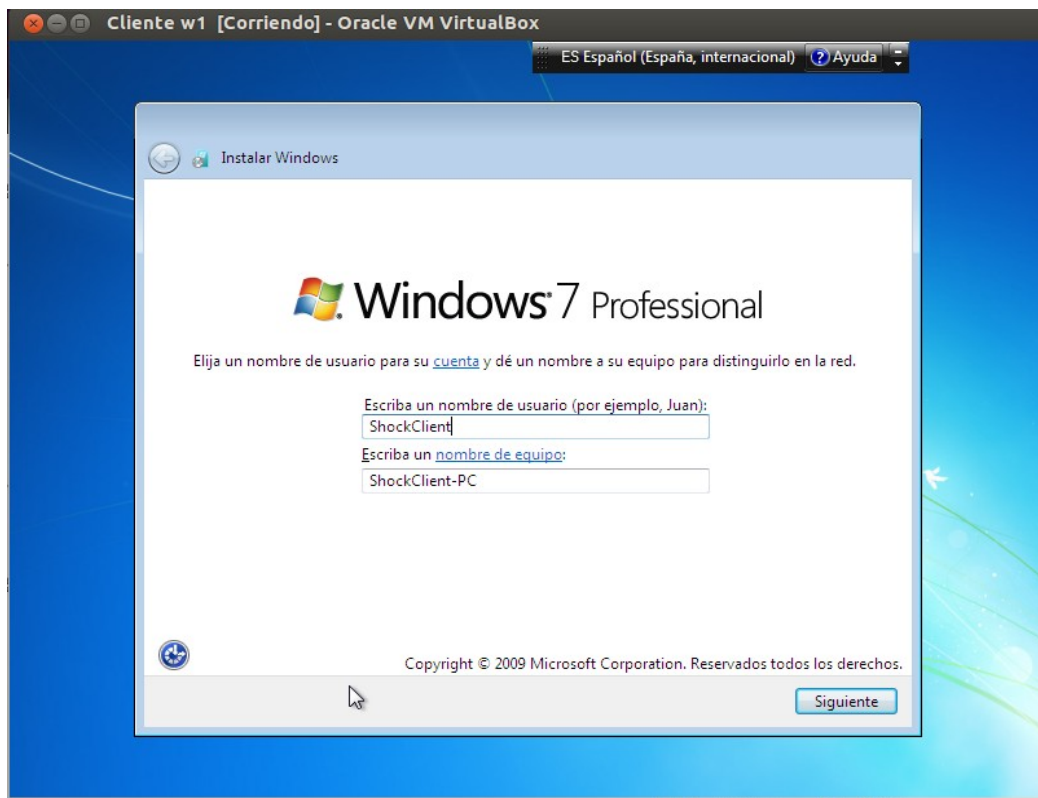 Cliente w1 [Corriendo] - Oracle VM VirtualBox
ES Español (España, internacional) ? Ayuda
Instalar Windows
Windows 7 Professional
Elija un nombre de usuario para su cuenta y dé un nombre a su equipo para distinguirlo en la red.
Escriba un nombre de usuario (por ejemplo, Juan):
ShockClient
Escriba un nombre de equipo:
ShockClient-PC
Copyright © 2009 Microsoft Corporation. Reservados todos los derechos.
Siguiente